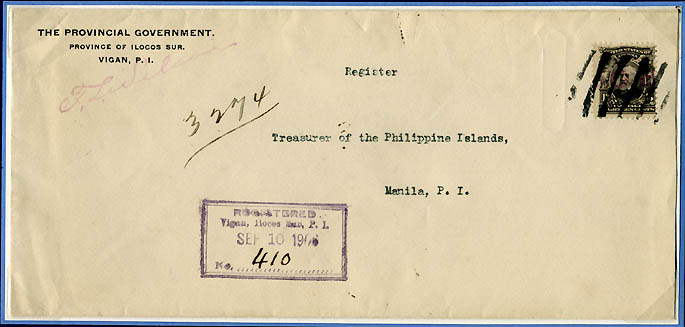 THE PROVINCIAL GOVERNMENT.
PROVINCE OF ILOCOS SUR.
VIGAN, P. I.
Register
3274
Treasurer of the Philippine Islands,
Manila, P. I.
REGISTERED
Vigan, Ilocos Sur, P. I.
SEP 10 1906
No. 410